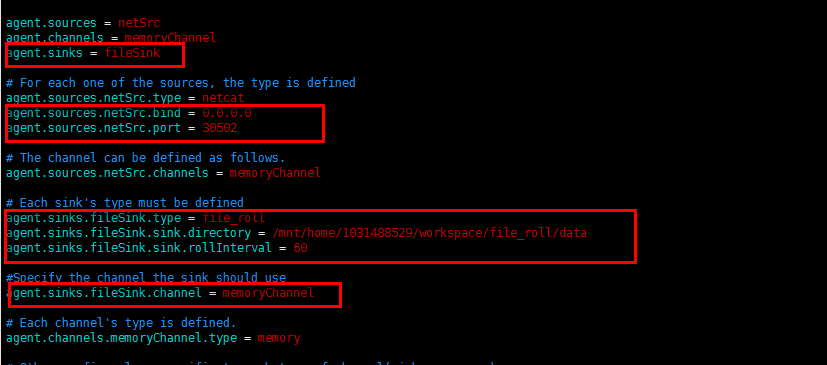 agent.sources = netSrc
agent.channels = memoryChannel
agent.sinks = fileSink
# For each one of the sources, the type is defined
agent.sources.netSrc.type = netcat
agent.sources.netSrc.bind = 0.0.0.0
agent.sources.netSrc.port = 30502
# The channel can be defined as follows.
agent.sources.netSrc.channels = memoryChannel
# Each sink's type must be defined
agent.sinks.fileSink.type = file_roll
agent.sinks.fileSink.sink.directory = /mnt/home/1031488529/workspace/file_roll/data
agent.sinks.fileSink.sink.rollInterval = 60
#Specify the channel the sink should use
agent.sinks.fileSink.channel = memoryChannel
# Each channel's type is defined.
agent.channels.memoryChannel.type = memory